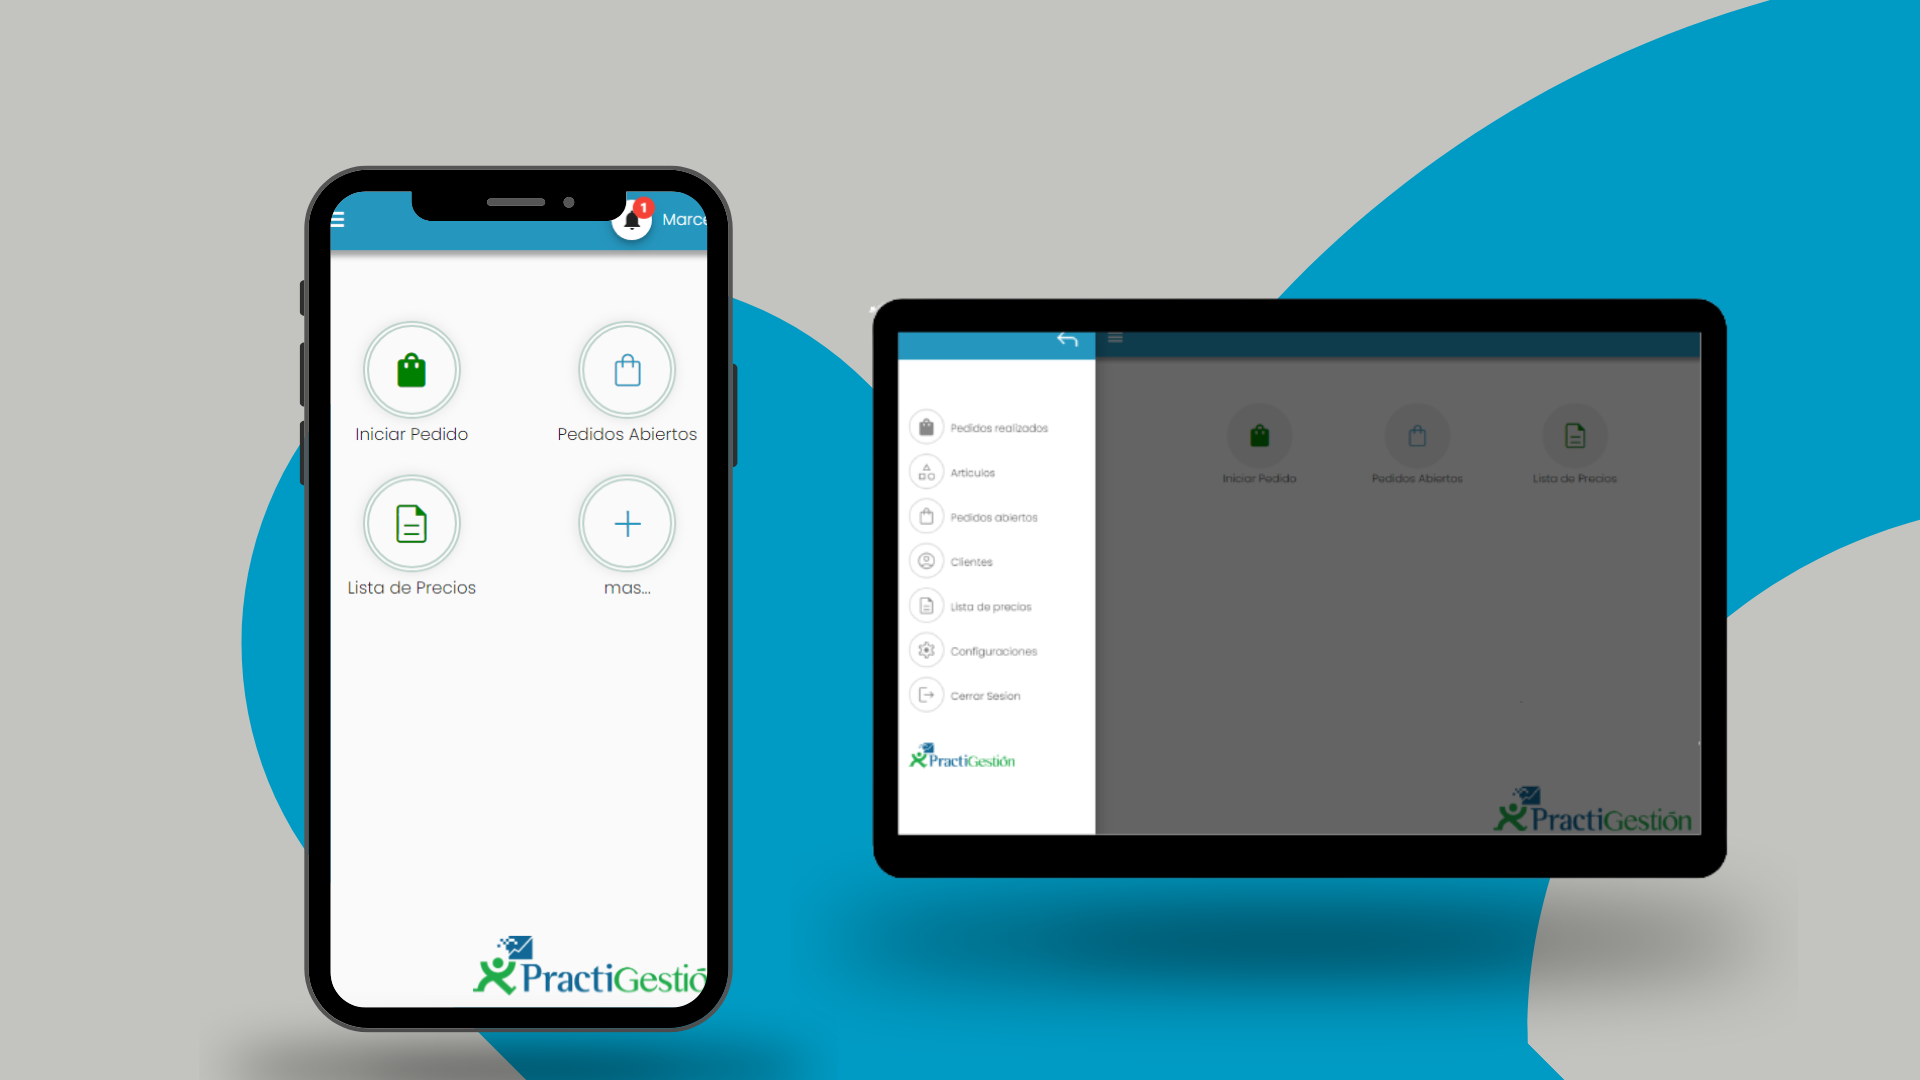 1
Marce
Iniciar Pedido
Pedidos Abiertos
Lista de Precios
mas...
PractiGestió
Pedidos realizados
Articulos
Pedidos abiertos
Clientes
Lista de precios
Configuraciones
Cerrar Sesion
PractiGestión
Iniciar Pedido
Pedidos Abiertos
Lista de Precios
PractiGestión